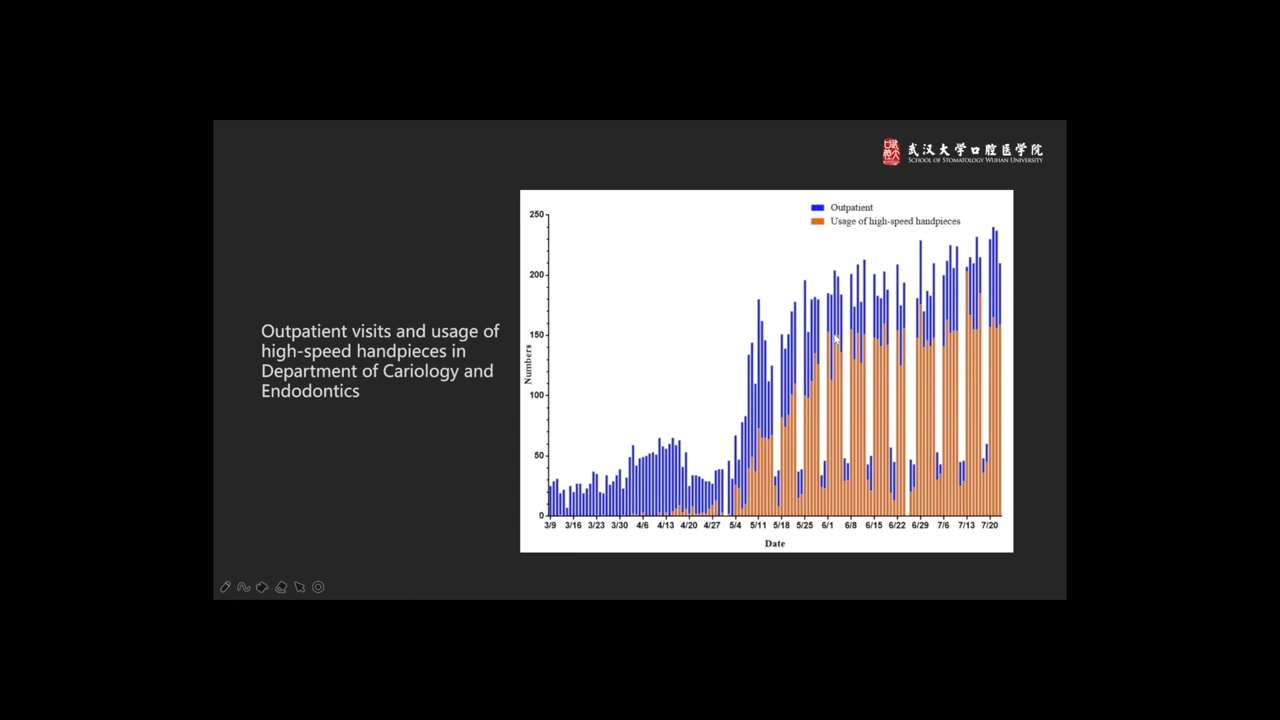 武汉大学口腔医学院
SCHOOL OF STOMATOLOGY WUHAN UNIVERSITY
Outpatient visits and usage of
high-speed handpieces in
Department of Cariology and
Endodontics
Outpatient
Usage of high-speed handpieces
250
200
150
100
50
0
Numbers
3/9 3/16 3/23 3/30 4/6 4/13 4/20 4/27 5/4 5/11 5/18 5/25 6/1 6/8 6/15 6/22 6/29 7/6 7/13 7/20
Date